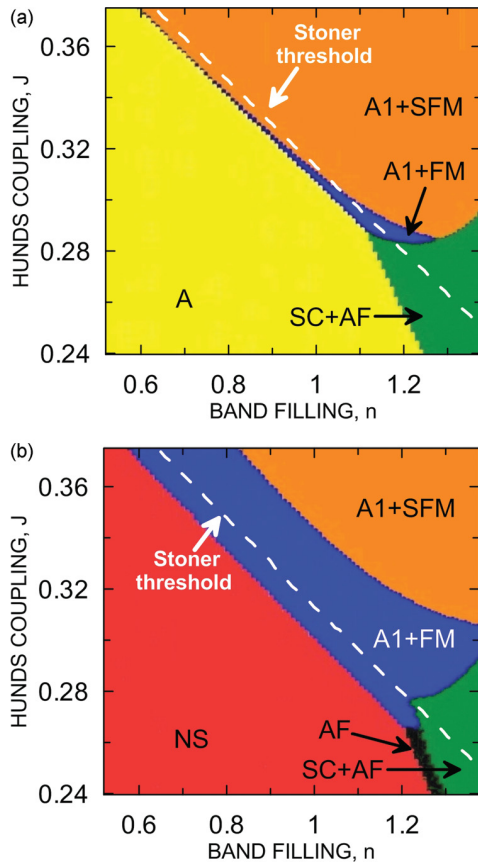 (a)
0.36
0.32
0.28
0.24
HUNDS COUPLING, J
Stoner
threshold
A1+SFM
A1+FM
A
SC+AF
0.6 0.8 1 1.2
BAND FILLING, n
(b)
0.36
0.32
0.28
0.24
HUNDS COUPLING, J
A1+SFM
Stoner
threshold
A1+FM
NS
AF
SC+AF
0.6 0.8 1 1.2
BAND FILLING, n